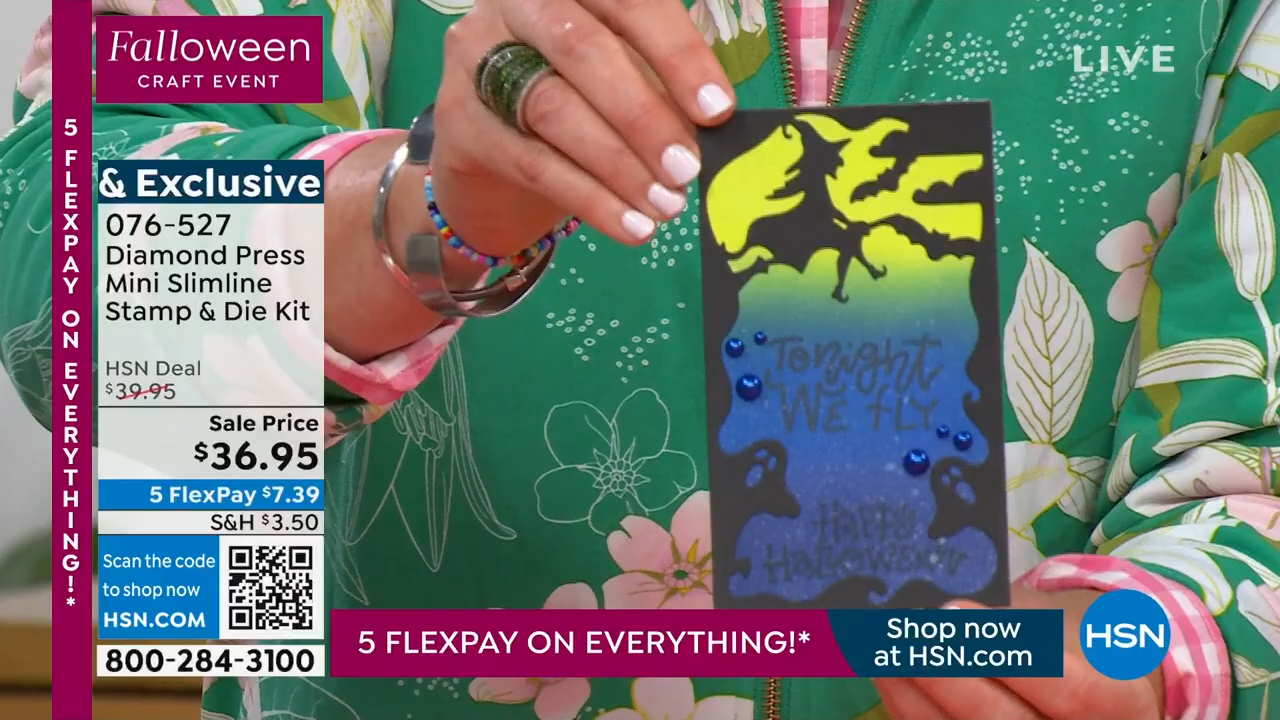 Falloween
CRAFT EVENT
LIVE
5 FLEXPAY ON EVERYTHING!*
& Exclusive
076-527
Diamond Press
Mini Slimline
Stamp & Die Kit
HSN Deal
$39.95
Sale Price
$36.95
5 FlexPay $7.39
S&H $3.50
Scan the code
to shop now
HSN.COM
800-284-3100
Tonight
WE FLY
Happy
Halloween
5 FLEXPAY ON EVERYTHING!*
Shop now
at HSN.com
HSN